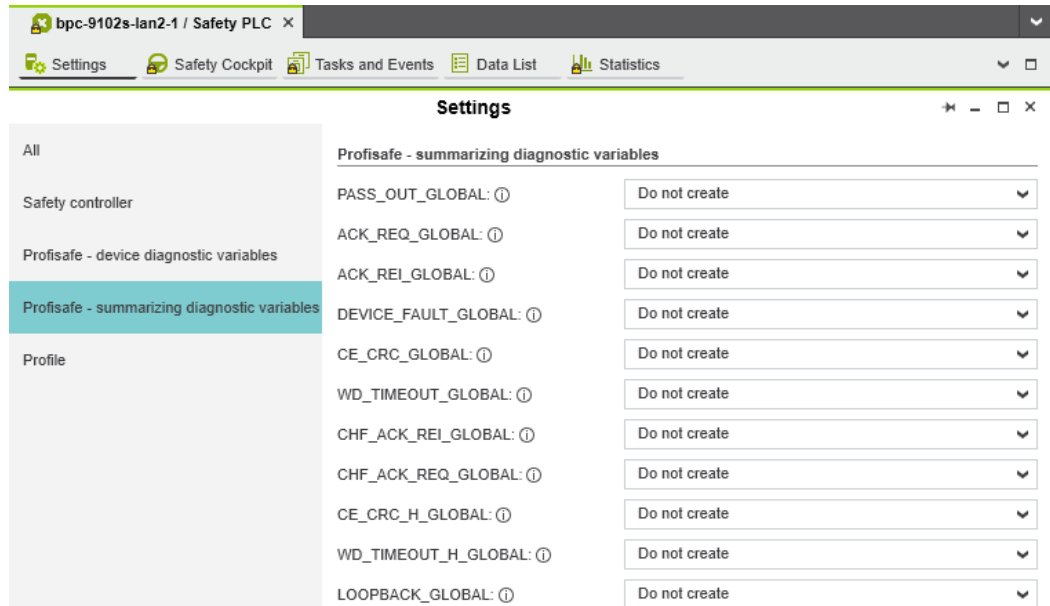 bpc-9102s-lan2-1 / Safety PLC
Settings Safety Cockpit Tasks and Events Data List Statistics
Settings
All
Safety controller
Profisafe - device diagnostic variables
Profisafe - summarizing diagnostic variables
Profile
Profisafe - summarizing diagnostic variables
PASS_OUT_GLOBAL: Do not create
ACK_REQ_GLOBAL: Do not create
ACK_REI_GLOBAL: Do not create
DEVICE_FAULT_GLOBAL: Do not create
CE_CRC_GLOBAL: Do not create
WD_TIMEOUT_GLOBAL: Do not create
CHF_ACK_REI_GLOBAL: Do not create
CHF_ACK_REQ_GLOBAL: Do not create
CE_CRC_H_GLOBAL: Do not create
WD_TIMEOUT_H_GLOBAL: Do not create
LOOPBACK_GLOBAL: Do not create